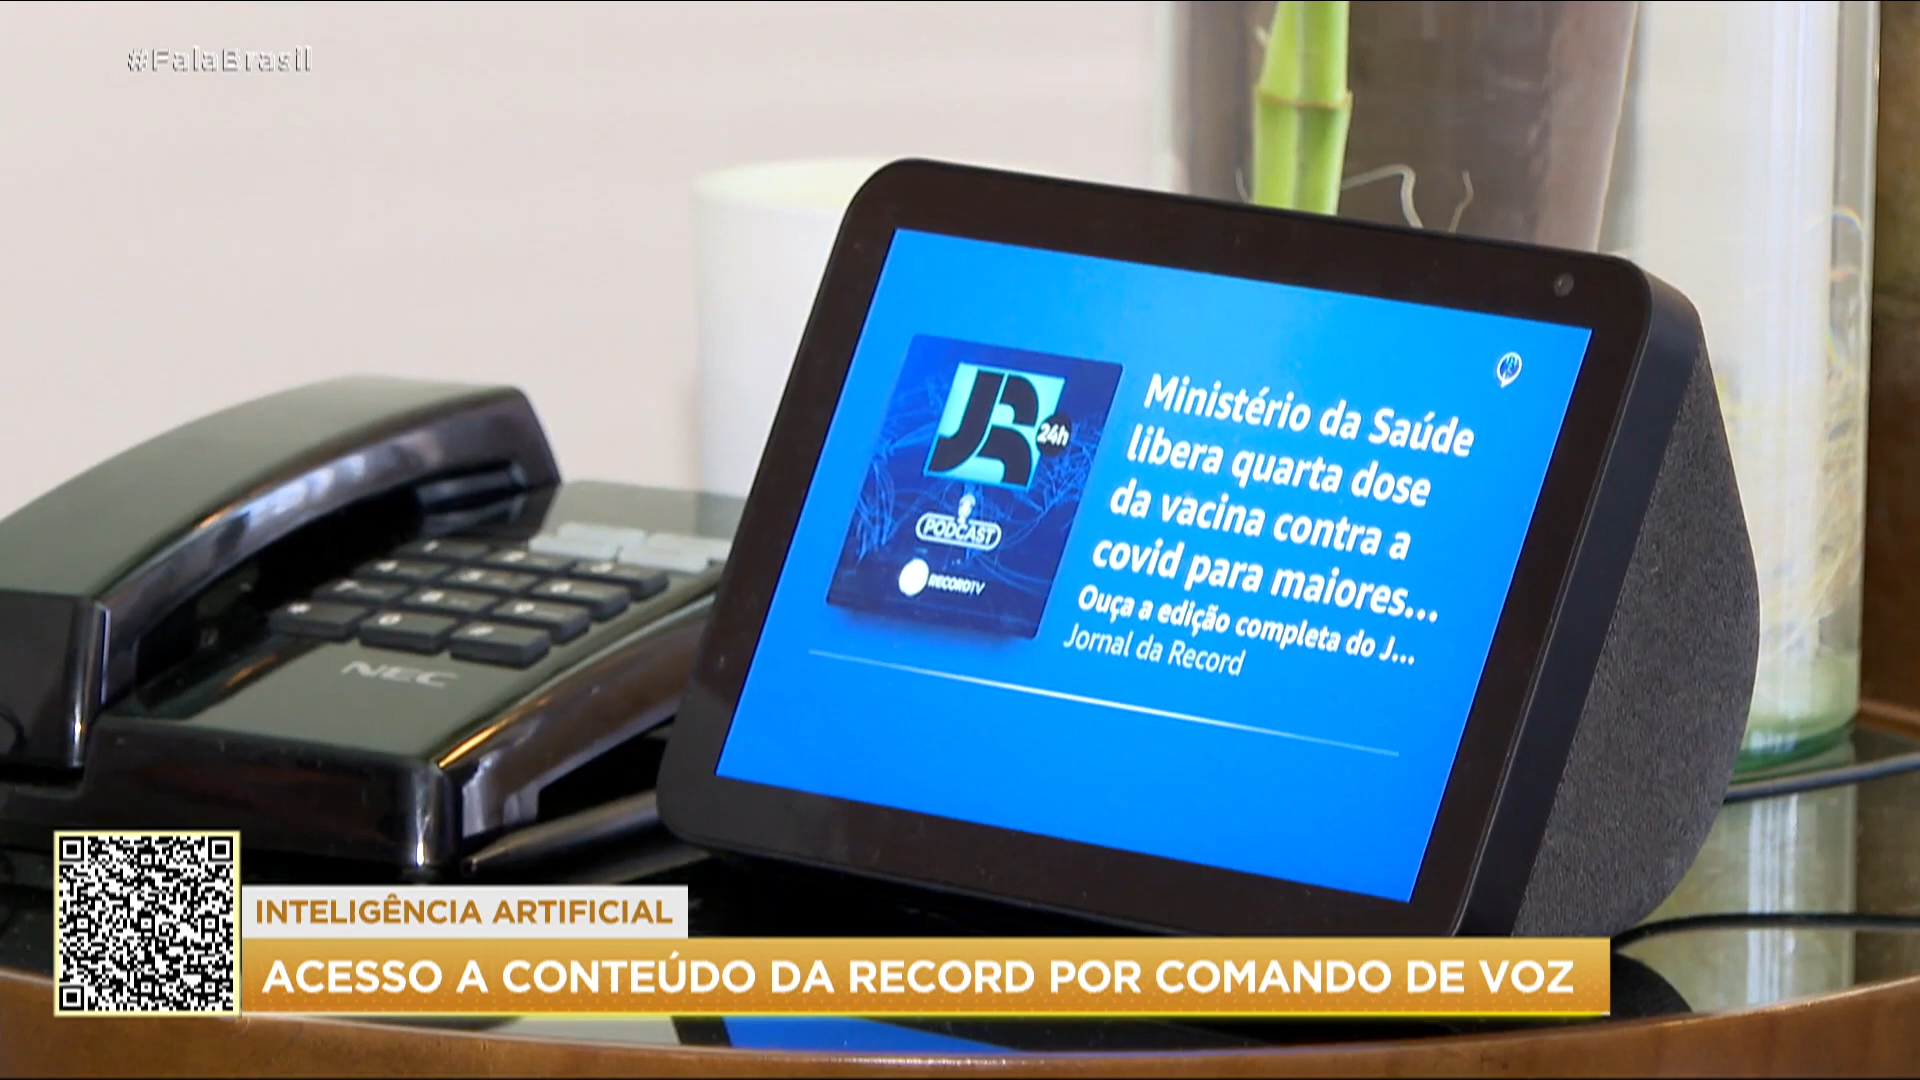 #FalaBrasil
JR
24h
PODCAST
RECORDTV
Ministério da Saúde
libera quarta dose
da vacina contra a
covid para maiores...
Ouça a edição completa do J...
Jornal da Record
NEC
INTELIGÊNCIA ARTIFICIAL
ACESSO A CONTEÚDO DA RECORD POR COMANDO DE VOZ